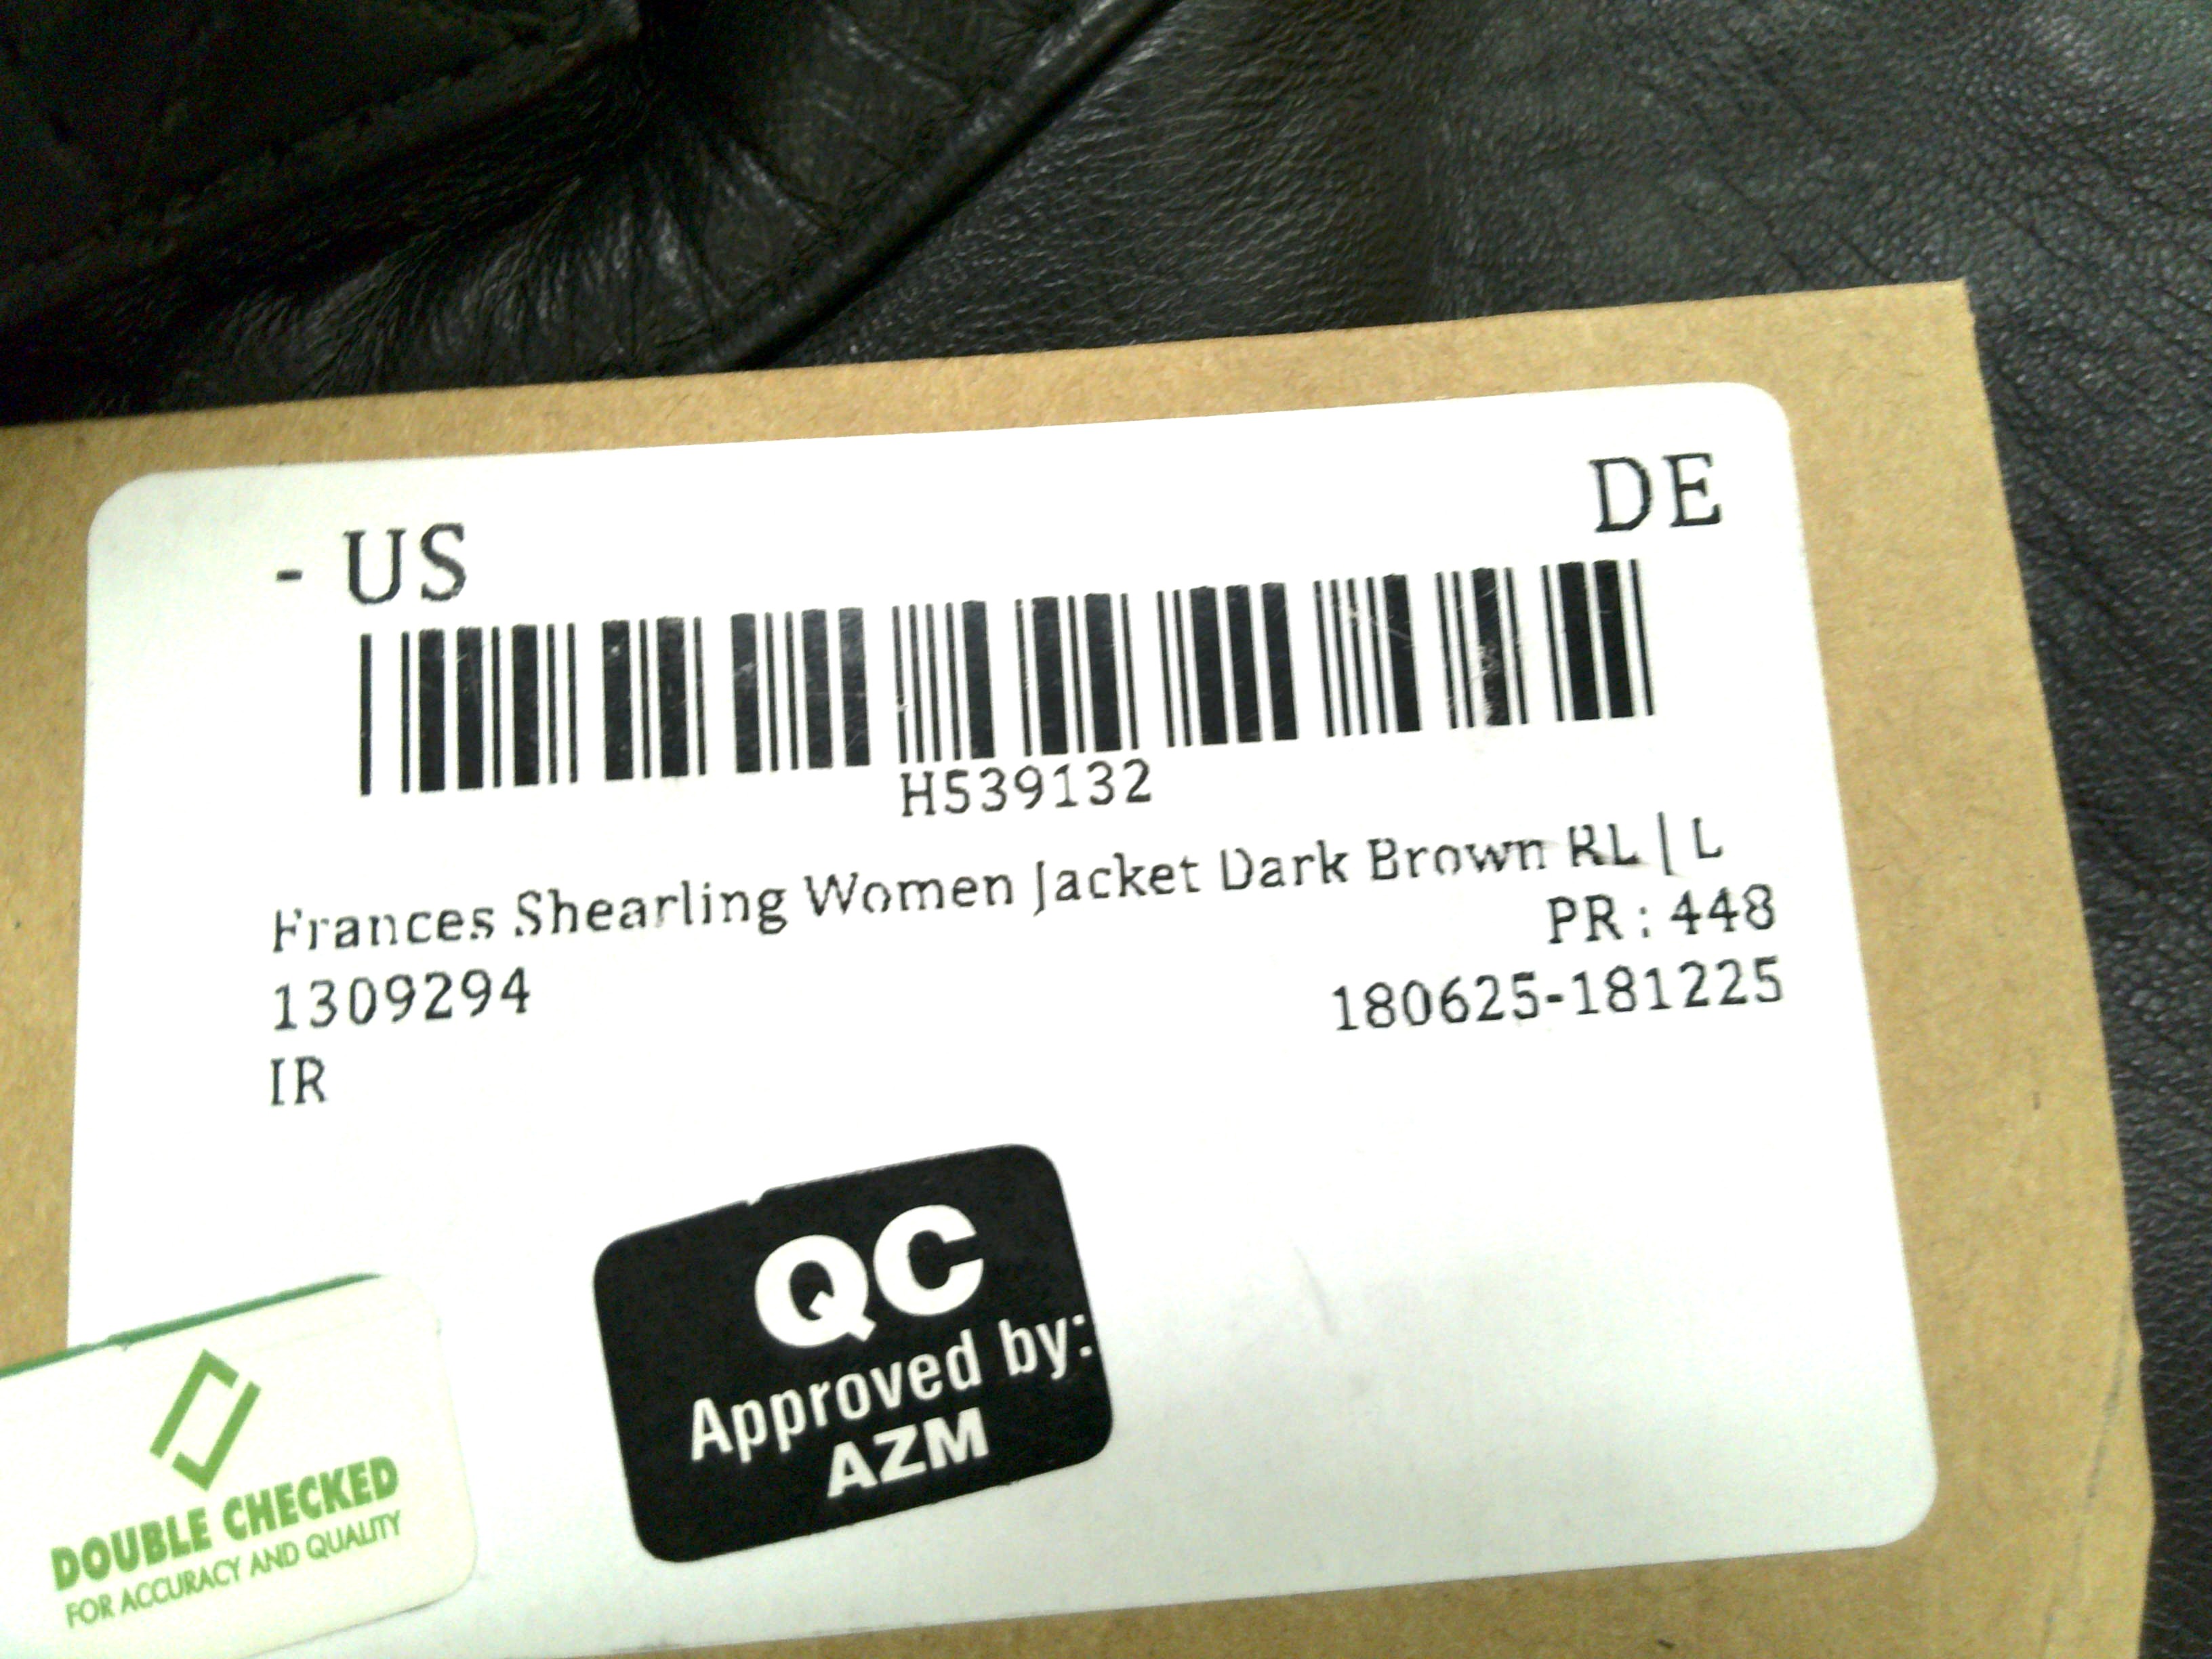 - US DE
H539132
Frances Shearling Women Jacket Dark Brown RL | L
PR : 448
1309294 180625-181225
IR
QC
Approved by:
AZM
DOUBLE CHECKED
FOR ACCURACY AND QUALITY